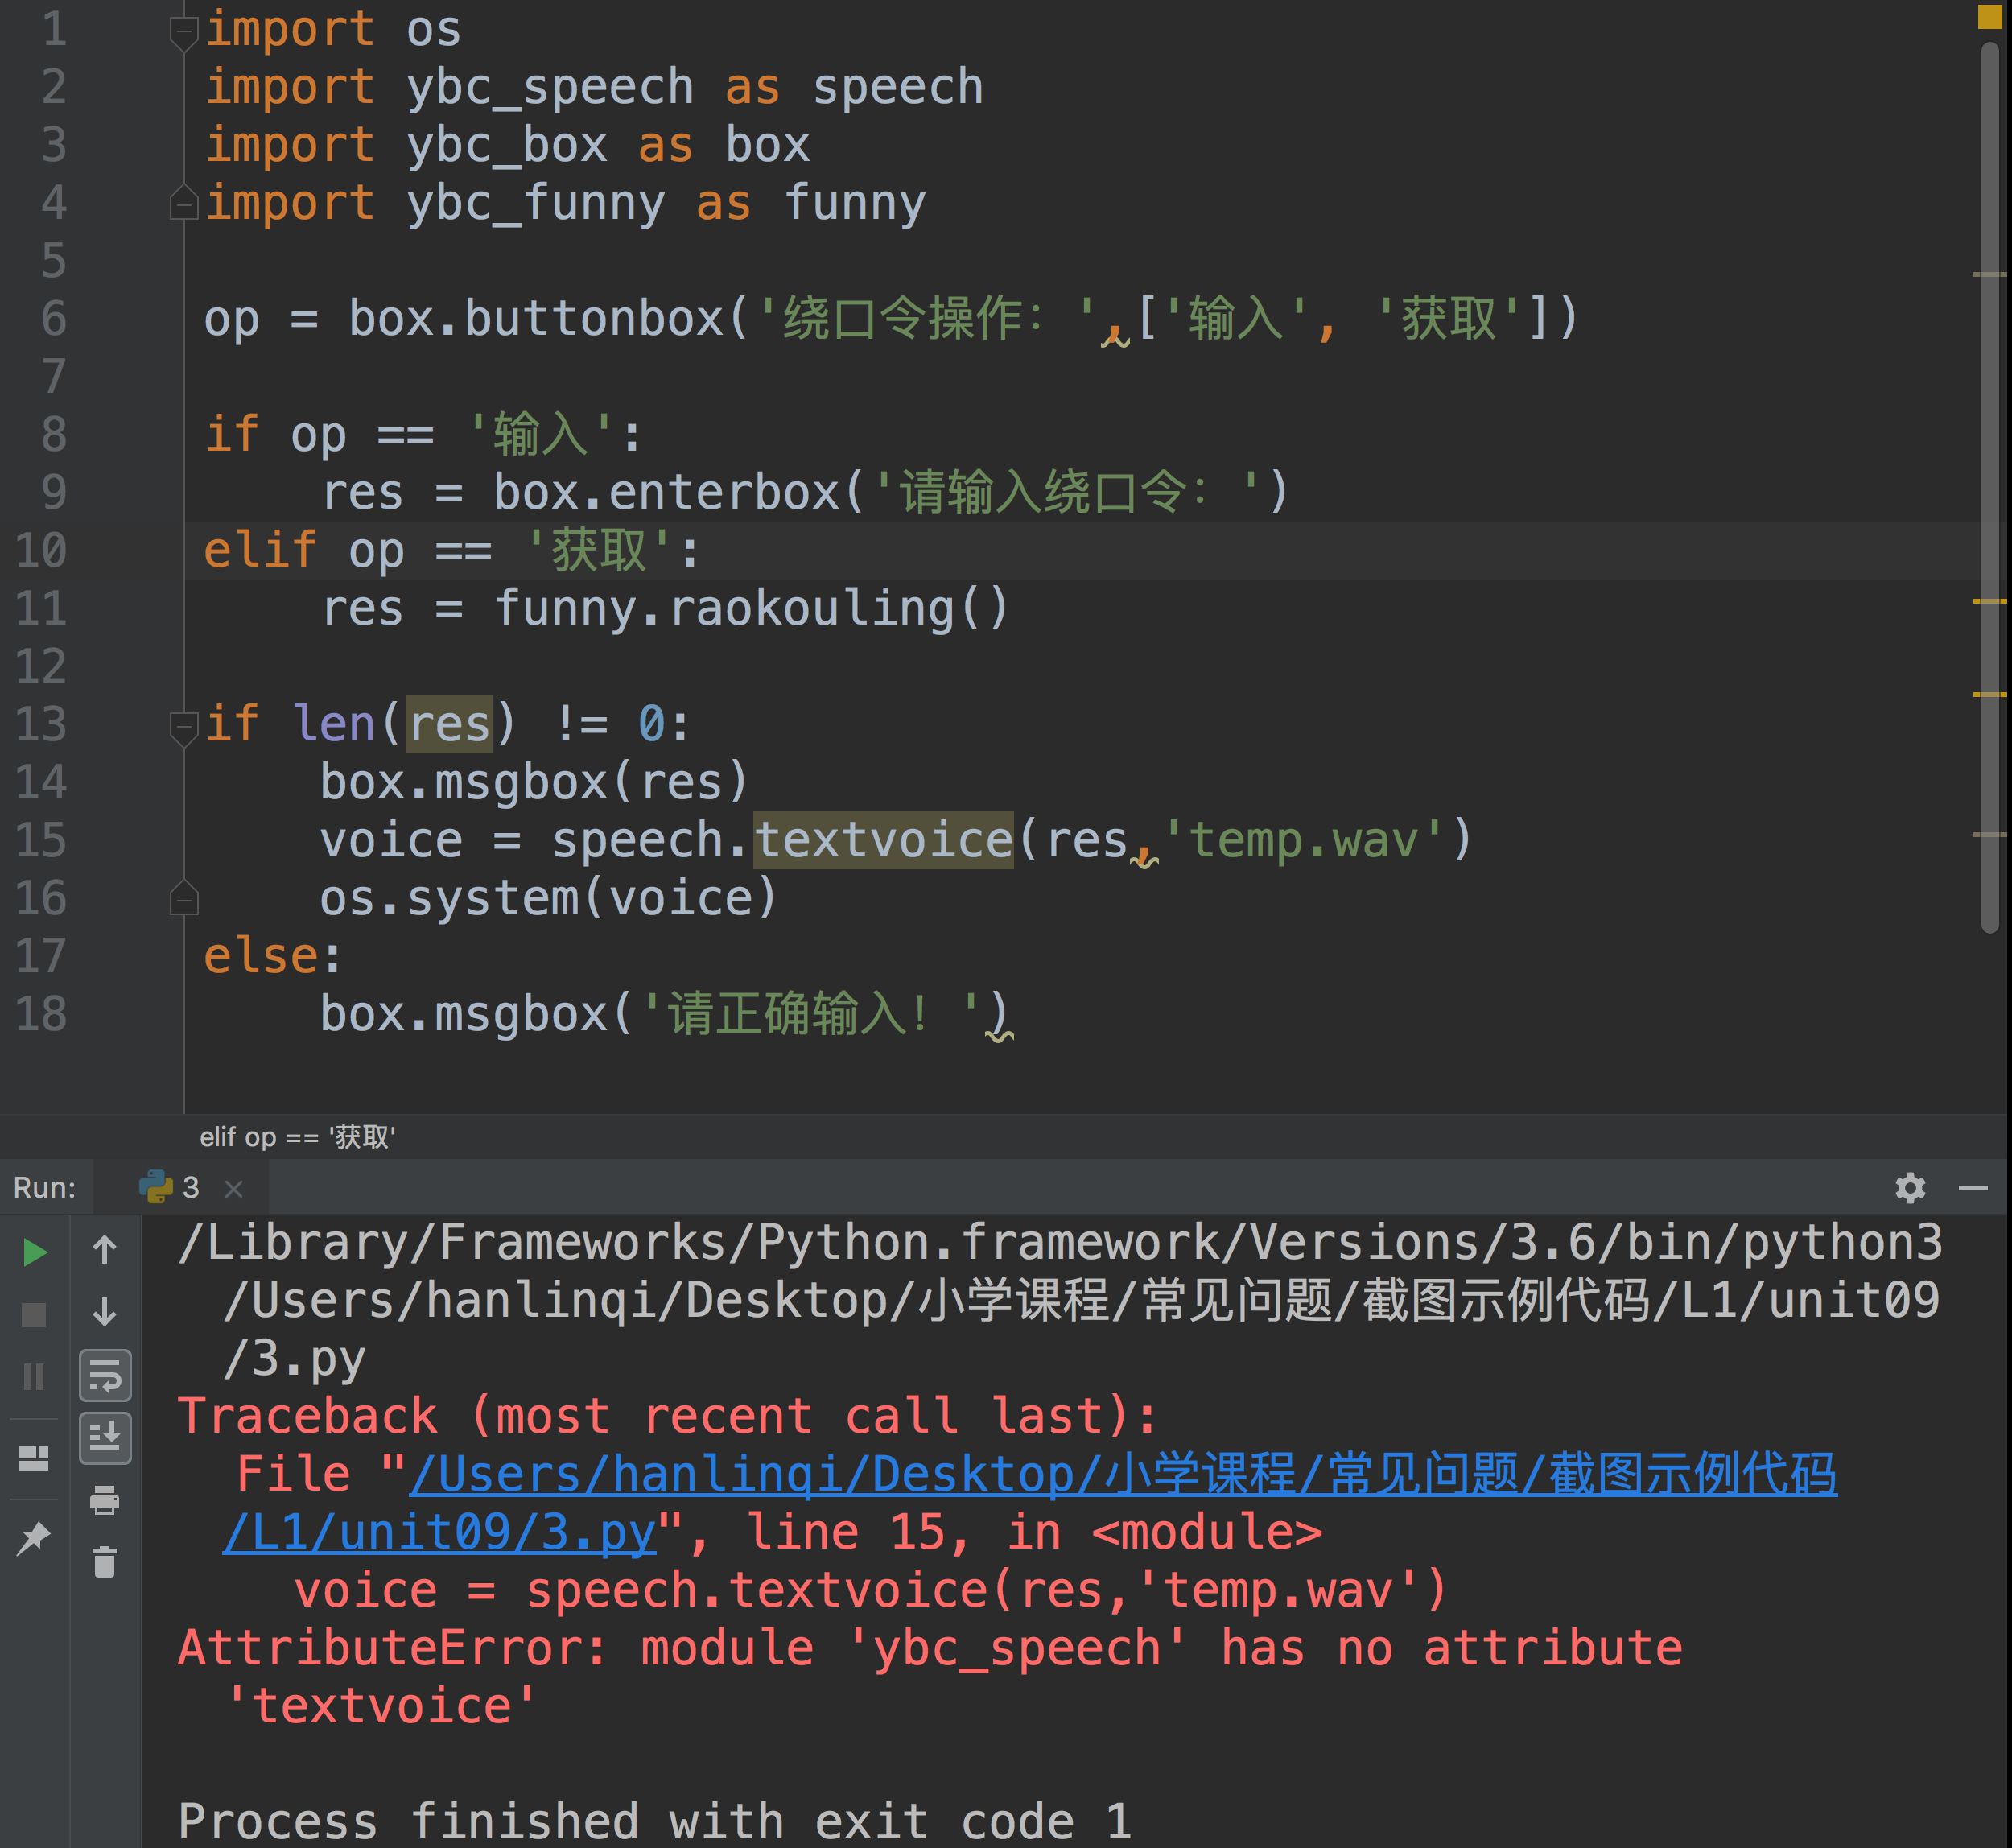 1 import os
2 import ybc_speech as speech
3 import ybc_box as box
4 import ybc_funny as funny
5
6 op = box.buttonbox('绕口令操作：',['输入', '获取'])
7
8 if op == '输入':
9     res = box.enterbox('请输入绕口令：')
10 elif op == '获取':
11     res = funny.raokouling()
12
13 if len(res) != 0:
14     box.msgbox(res)
15     voice = speech.textvoice(res,'temp.wav')
16     os.system(voice)
17 else:
18     box.msgbox('请正确输入！')
elif op == '获取'
Run: 3
/Library/Frameworks/Python.framework/Versions/3.6/bin/python3
/Users/hanlinqi/Desktop/小学课程/常见问题/截图示例代码/L1/unit09
/3.py
Traceback (most recent call last):
  File "/Users/hanlinqi/Desktop/小学课程/常见问题/截图示例代码
/L1/unit09/3.py", line 15, in <module>
    voice = speech.textvoice(res,'temp.wav')
AttributeError: module 'ybc_speech' has no attribute
'textvoice'
Process finished with exit code 1